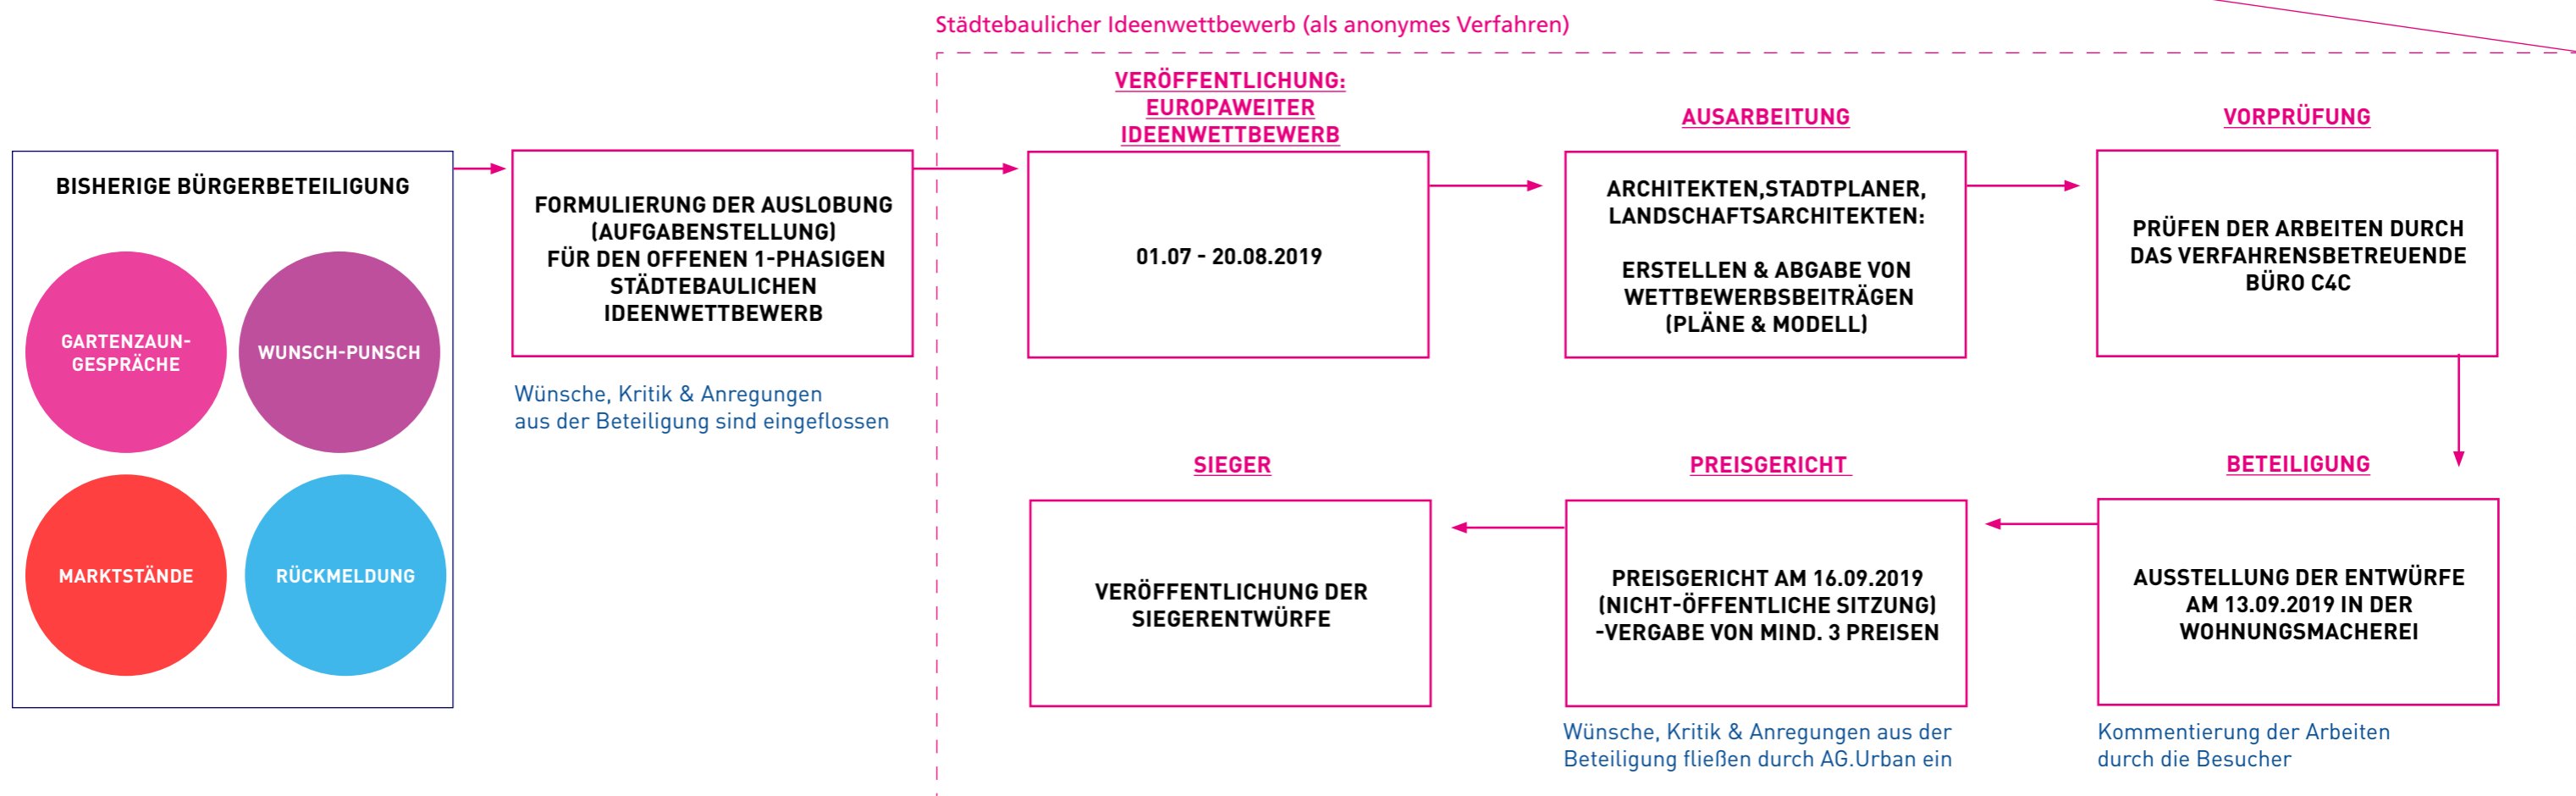 Städtebaulicher Ideenwettbewerb (als anonymes Verfahren)
BISHERIGE BÜRGERBETEILIGUNG
GARTENZAUN-
GESPRÄCHE
WUNSCH-PUNSCH
MARKTSTÄNDE
RÜCKMELDUNG
FORMULIERUNG DER AUSLOBUNG
(AUFGABENSTELLUNG)
FÜR DEN OFFENEN 1-PHASIGEN
STÄDTEBAULICHEN
IDEENWETTBEWERB
Wünsche, Kritik & Anregungen
aus der Beteiligung sind eingeflossen
VERÖFFENTLICHUNG:
EUROPAWEITER
IDEENWETTBEWERB
01.07 - 20.08.2019
AUSARBEITUNG
ARCHITEKTEN,STADTPLANER,
LANDSCHAFTSARCHITEKTEN:
ERSTELLEN & ABGABE VON
WETTBEWERBSBEITRÄGEN
(PLÄNE & MODELL)
VORPRÜFUNG
PRÜFEN DER ARBEITEN DURCH
DAS VERFAHRENSBETREUENDE
BÜRO C4C
BETEILIGUNG
AUSSTELLUNG DER ENTWÜRFE
AM 13.09.2019 IN DER
WOHNUNGSMACHEREI
Kommentierung der Arbeiten
durch die Besucher
PREISGERICHT
PREISGERICHT AM 16.09.2019
(NICHT-ÖFFENTLICHE SITZUNG)
-VERGABE VON MIND. 3 PREISEN
Wünsche, Kritik & Anregungen aus der
Beteiligung fließen durch AG.Urban ein
SIEGER
VERÖFFENTLICHUNG DER
SIEGERENTWÜRFE